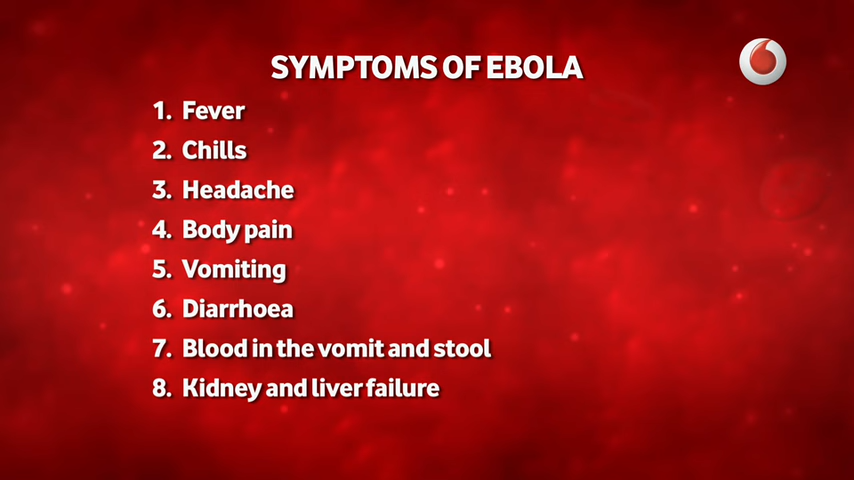 SYMPTOMS OF EBOLA
1. Fever
2. Chills
3. Headache
4. Body pain
5. Vomiting
6. Diarrhoea
7. Blood in the vomit and stool
8. Kidney and liver failure